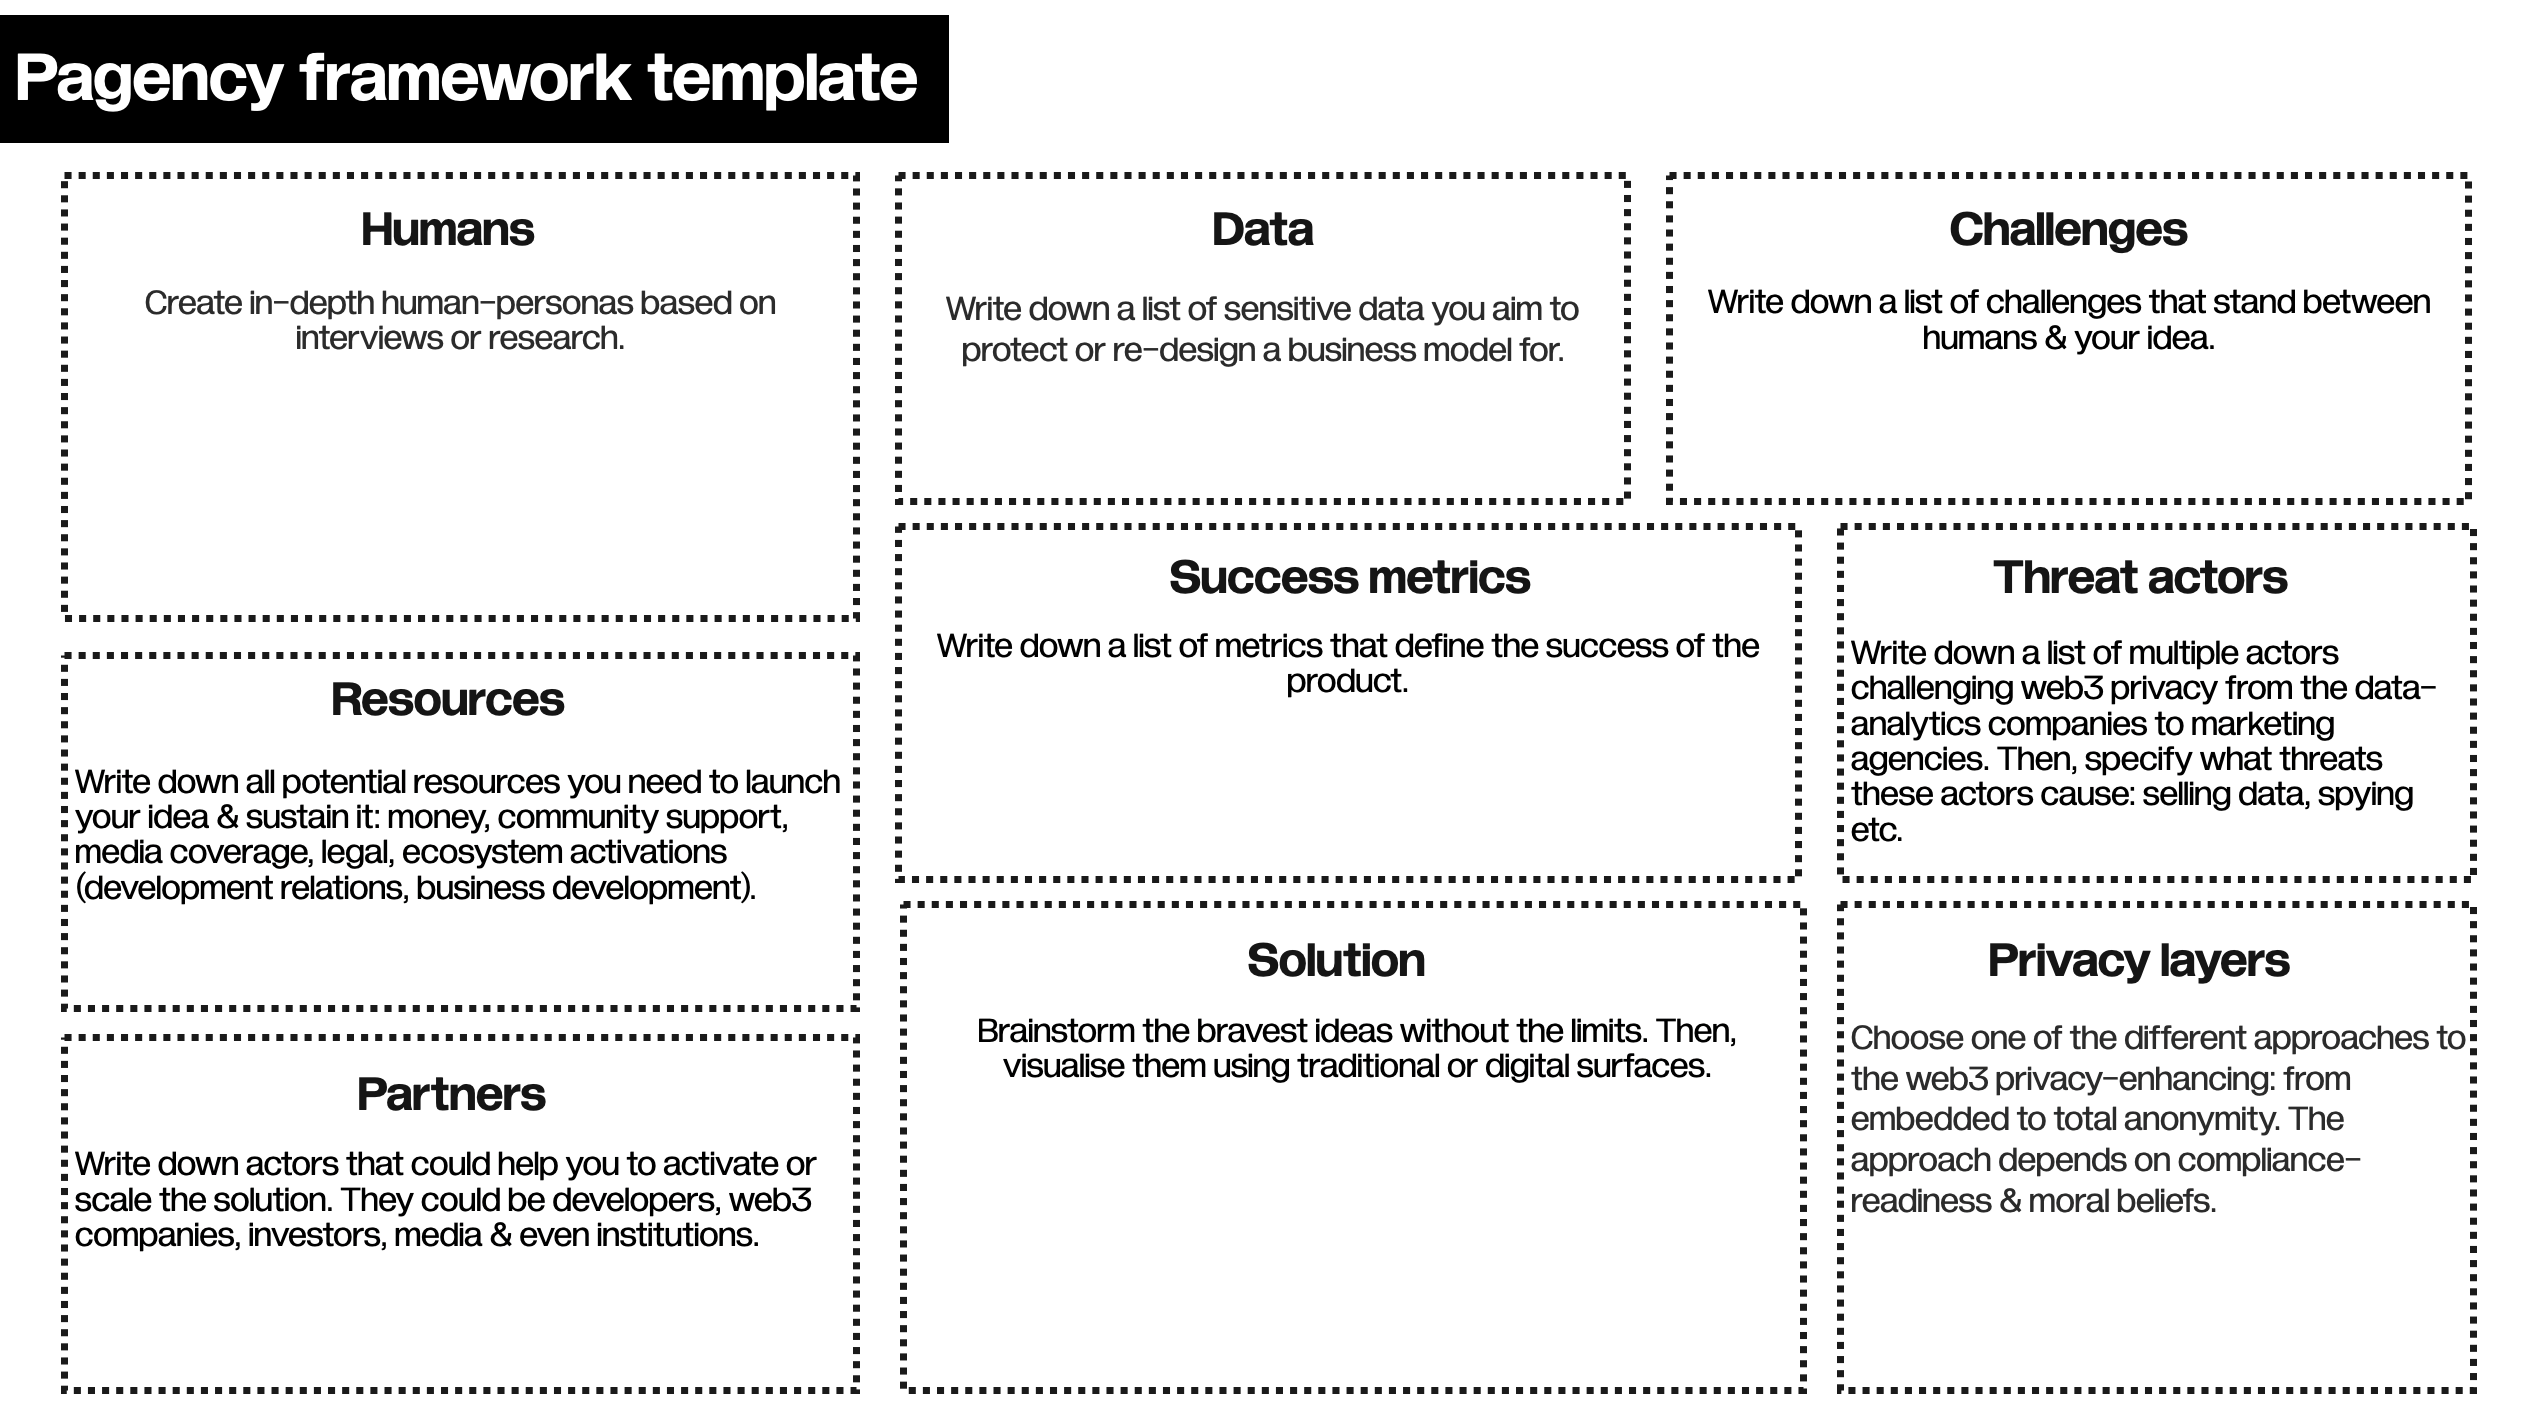 Pagency framework template
Humans
Create in-depth human-personas based on
interviews or research.
Data
Write down a list of sensitive data you aim to
protect or re-design a business model for.
Challenges
Write down a list of challenges that stand between
humans & your idea.
Success metrics
Write down a list of metrics that define the success of the
product.
Threat actors
Write down a list of multiple actors
challenging web3 privacy from the data-
analytics companies to marketing
agencies. Then, specify what threats
these actors cause: selling data, spying
etc.
Resources
Write down all potential resources you need to launch
your idea & sustain it: money, community support,
media coverage, legal, ecosystem activations
(development relations, business development).
Solution
Brainstorm the bravest ideas without the limits. Then,
visualise them using traditional or digital surfaces.
Privacy layers
Choose one of the different approaches to
the web3 privacy-enhancing: from
embedded to total anonymity. The
approach depends on compliance-
readiness & moral beliefs.
Partners
Write down actors that could help you to activate or
scale the solution. They could be developers, web3
companies, investors, media & even institutions.